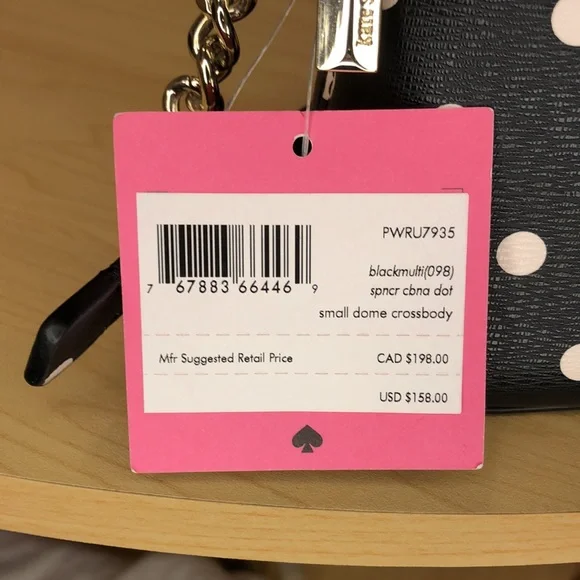 kate s
PWRU7935
7 67883 66446 9
blackmulti(098)
spncr cbna dot
small dome crossbody
Mfr Suggested Retail Price CAD $198.00
USD $158.00